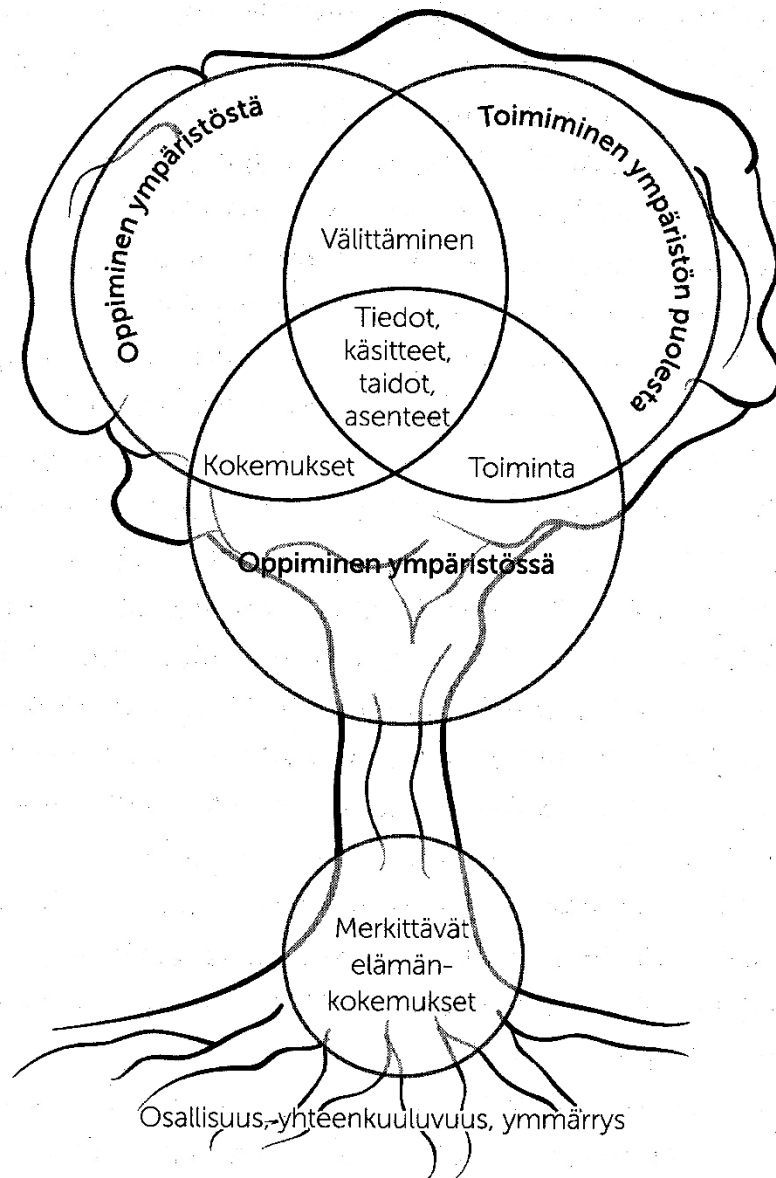 Oppiminen ympäristöstä
Toimiminen ympäristön puolesta
Välittäminen
Tiedot,
käsitteet,
taidot,
asenteet
Kokemukset
Toiminta
Oppiminen ympäristössä
Merkittävät
elämän-
kokemukset
Osallisuus, yhteenkuuluvuus, ymmärrys